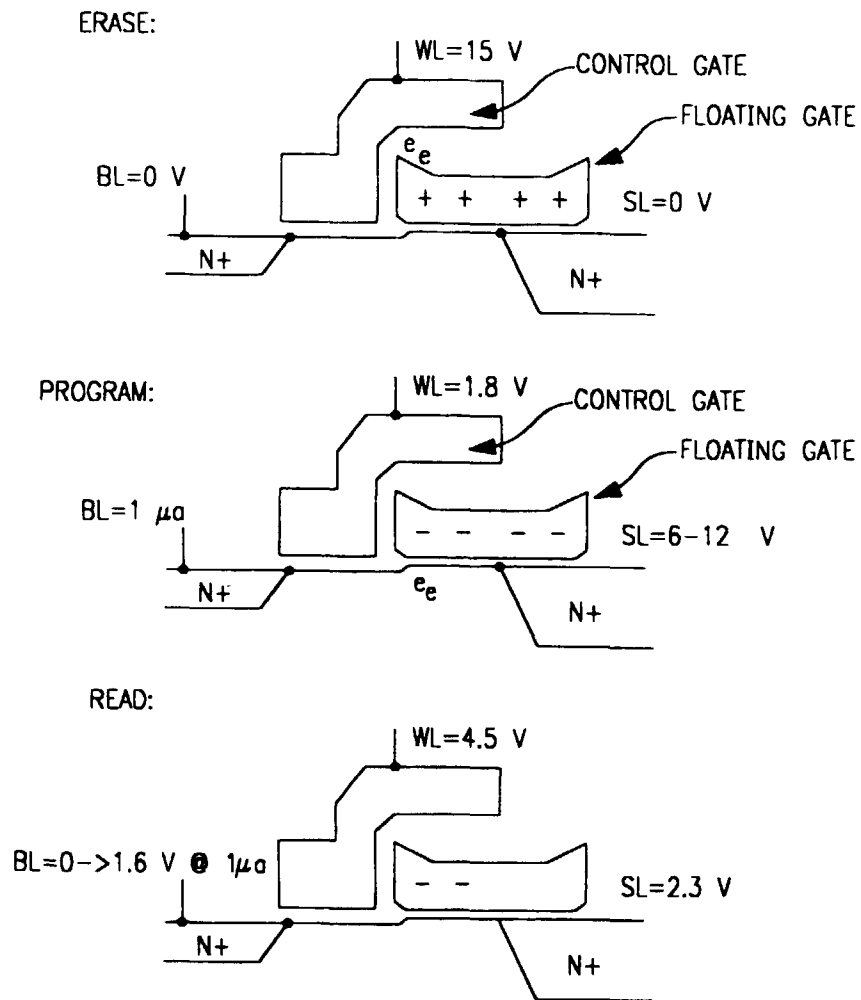 ERASE:
WL=15 V
CONTROL GATE
FLOATING GATE
e e
BL=0 V
+ + + +
SL=0 V
N+
N+
PROGRAM:
WL=1.8 V
CONTROL GATE
FLOATING GATE
BL=1 µa
- - - -
SL=6-12 V
N+
e e
N+
READ:
WL=4.5 V
BL=0->1.6 V @ 1µa
- -
SL=2.3 V
N+
N+